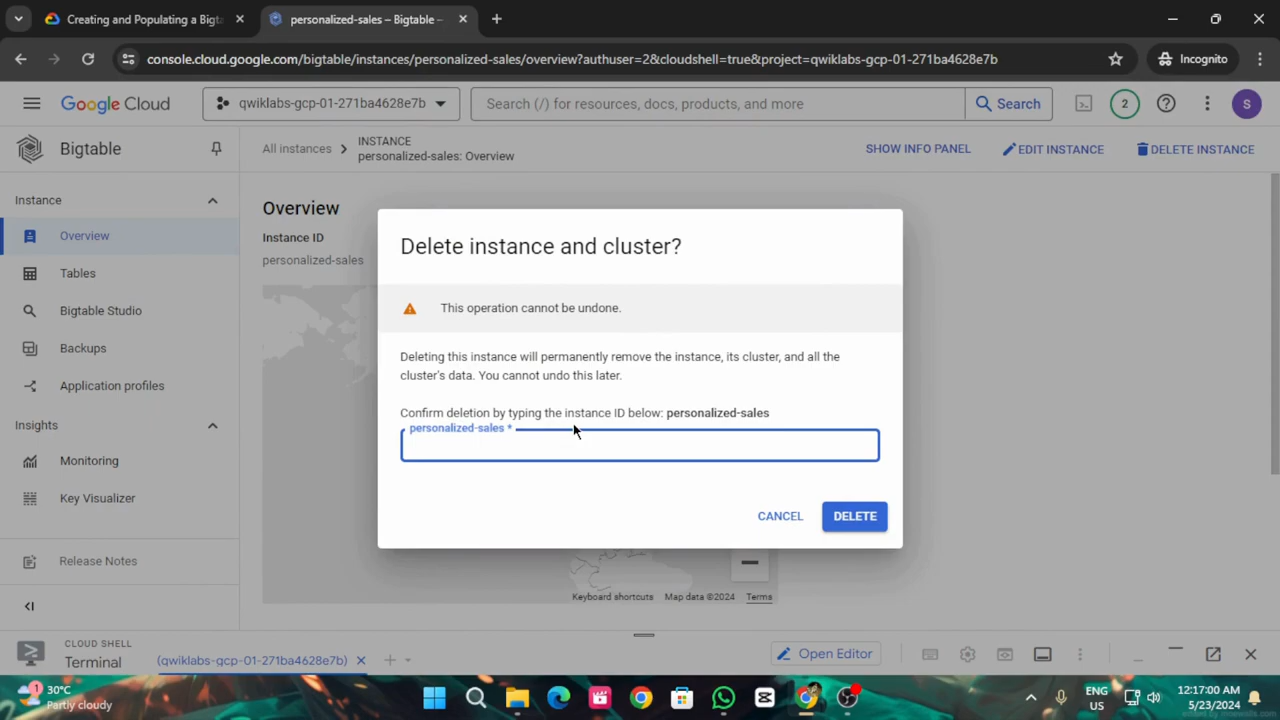 Creating and Populating a Bigta
personalized-sales – Bigtable –
console.cloud.google.com/bigtable/instances/personalized-sales/overview?authuser=2&cloudshell=true&project=qwiklabs-gcp-01-271ba4628e7b
Incognito
Google Cloud
qwiklabs-gcp-01-271ba4628e7b
Search (/) for resources, docs, products, and more
Search
2
S
Bigtable
All instances
INSTANCE
personalized-sales: Overview
SHOW INFO PANEL
EDIT INSTANCE
DELETE INSTANCE
Instance
Overview
Tables
Bigtable Studio
Backups
Application profiles
Insights
Monitoring
Key Visualizer
Release Notes
Overview
Instance ID
personalized-sales
Delete instance and cluster?
This operation cannot be undone.
Deleting this instance will permanently remove the instance, its cluster, and all the
cluster's data. You cannot undo this later.
Confirm deletion by typing the instance ID below: personalized-sales
personalized-sales *
CANCEL
DELETE
Keyboard shortcuts
Map data ©2024
Terms
CLOUD SHELL
Terminal
(qwiklabs-gcp-01-271ba4628e7b)
Open Editor
1
30°C
Partly cloudy
ENG
US
12:17:00 AM
5/23/2024